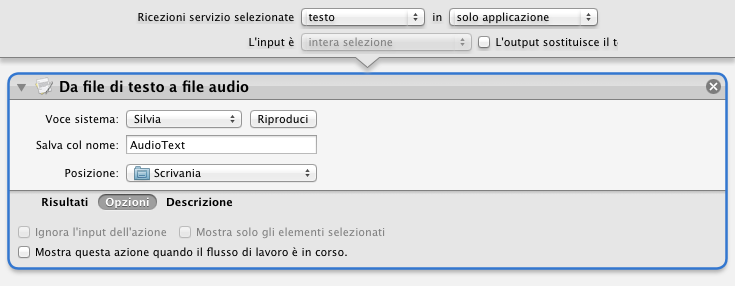 Ricezioni servizio selezionate testo in solo applicazione
L'input è intera selezione L'output sostituisce il t
Da file di testo a file audio
Voce sistema: Silvia Riproduci
Salva col nome: AudioText
Posizione: Scrivania
Risultati Opzioni Descrizione
Ignora l'input dell'azione Mostra solo gli elementi selezionati
Mostra questa azione quando il flusso di lavoro è in corso.